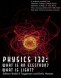 PHYSICS 132:
WHAT IS AN ELECTRON?
WHAT IS LIGHT?